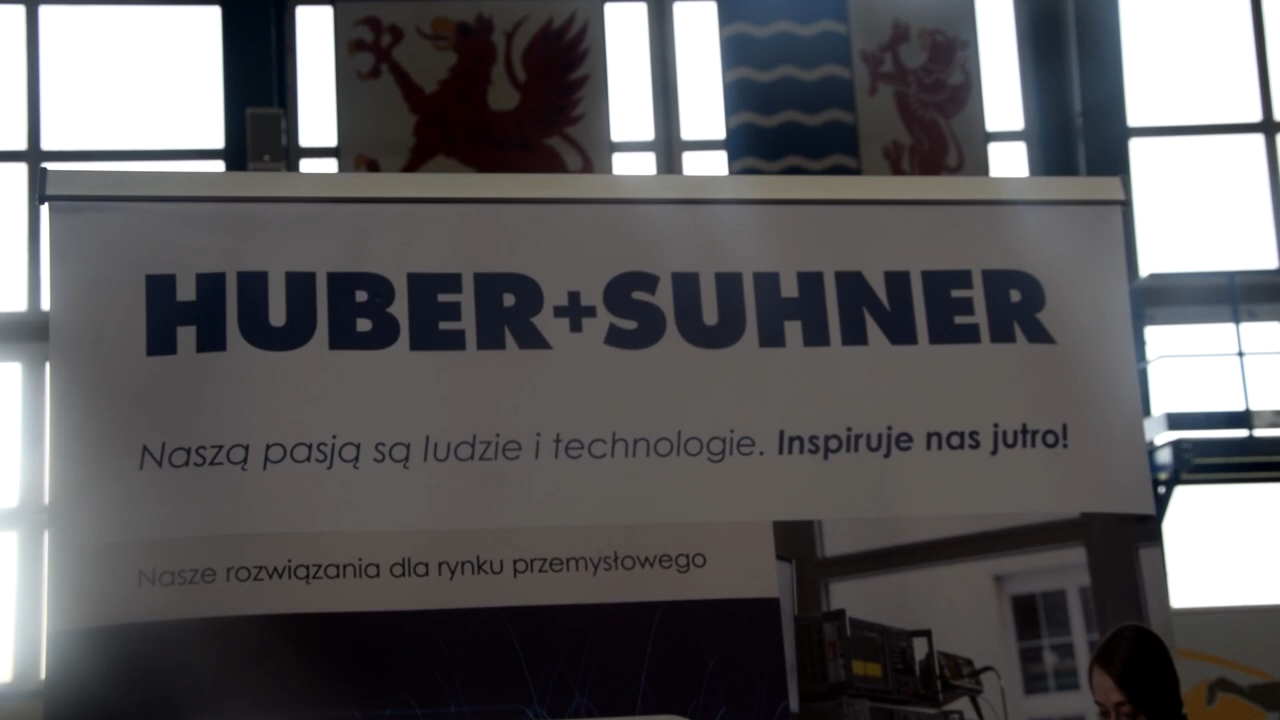 HUBER+SUHNER
Naszą pasją są ludzie i technologie. Inspiruje nas jutro!
Nasze rozwiązania dla rynku przemysłowego